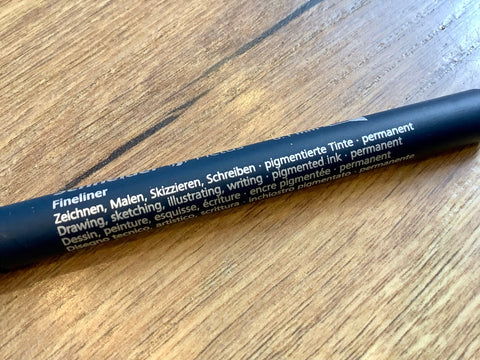 Fineliner
Zeichnen, Malen, Skizzieren, Schreiben · pigmentierte Tinte · permanent
Drawing, sketching, illustrating, writing · pigmented ink · permanent
Dessin, peinture, esquisse, écriture · encre pigmentée · permanent
Disegno tecnico, artistico, scrittura · inchiostro pigmentato · permanente